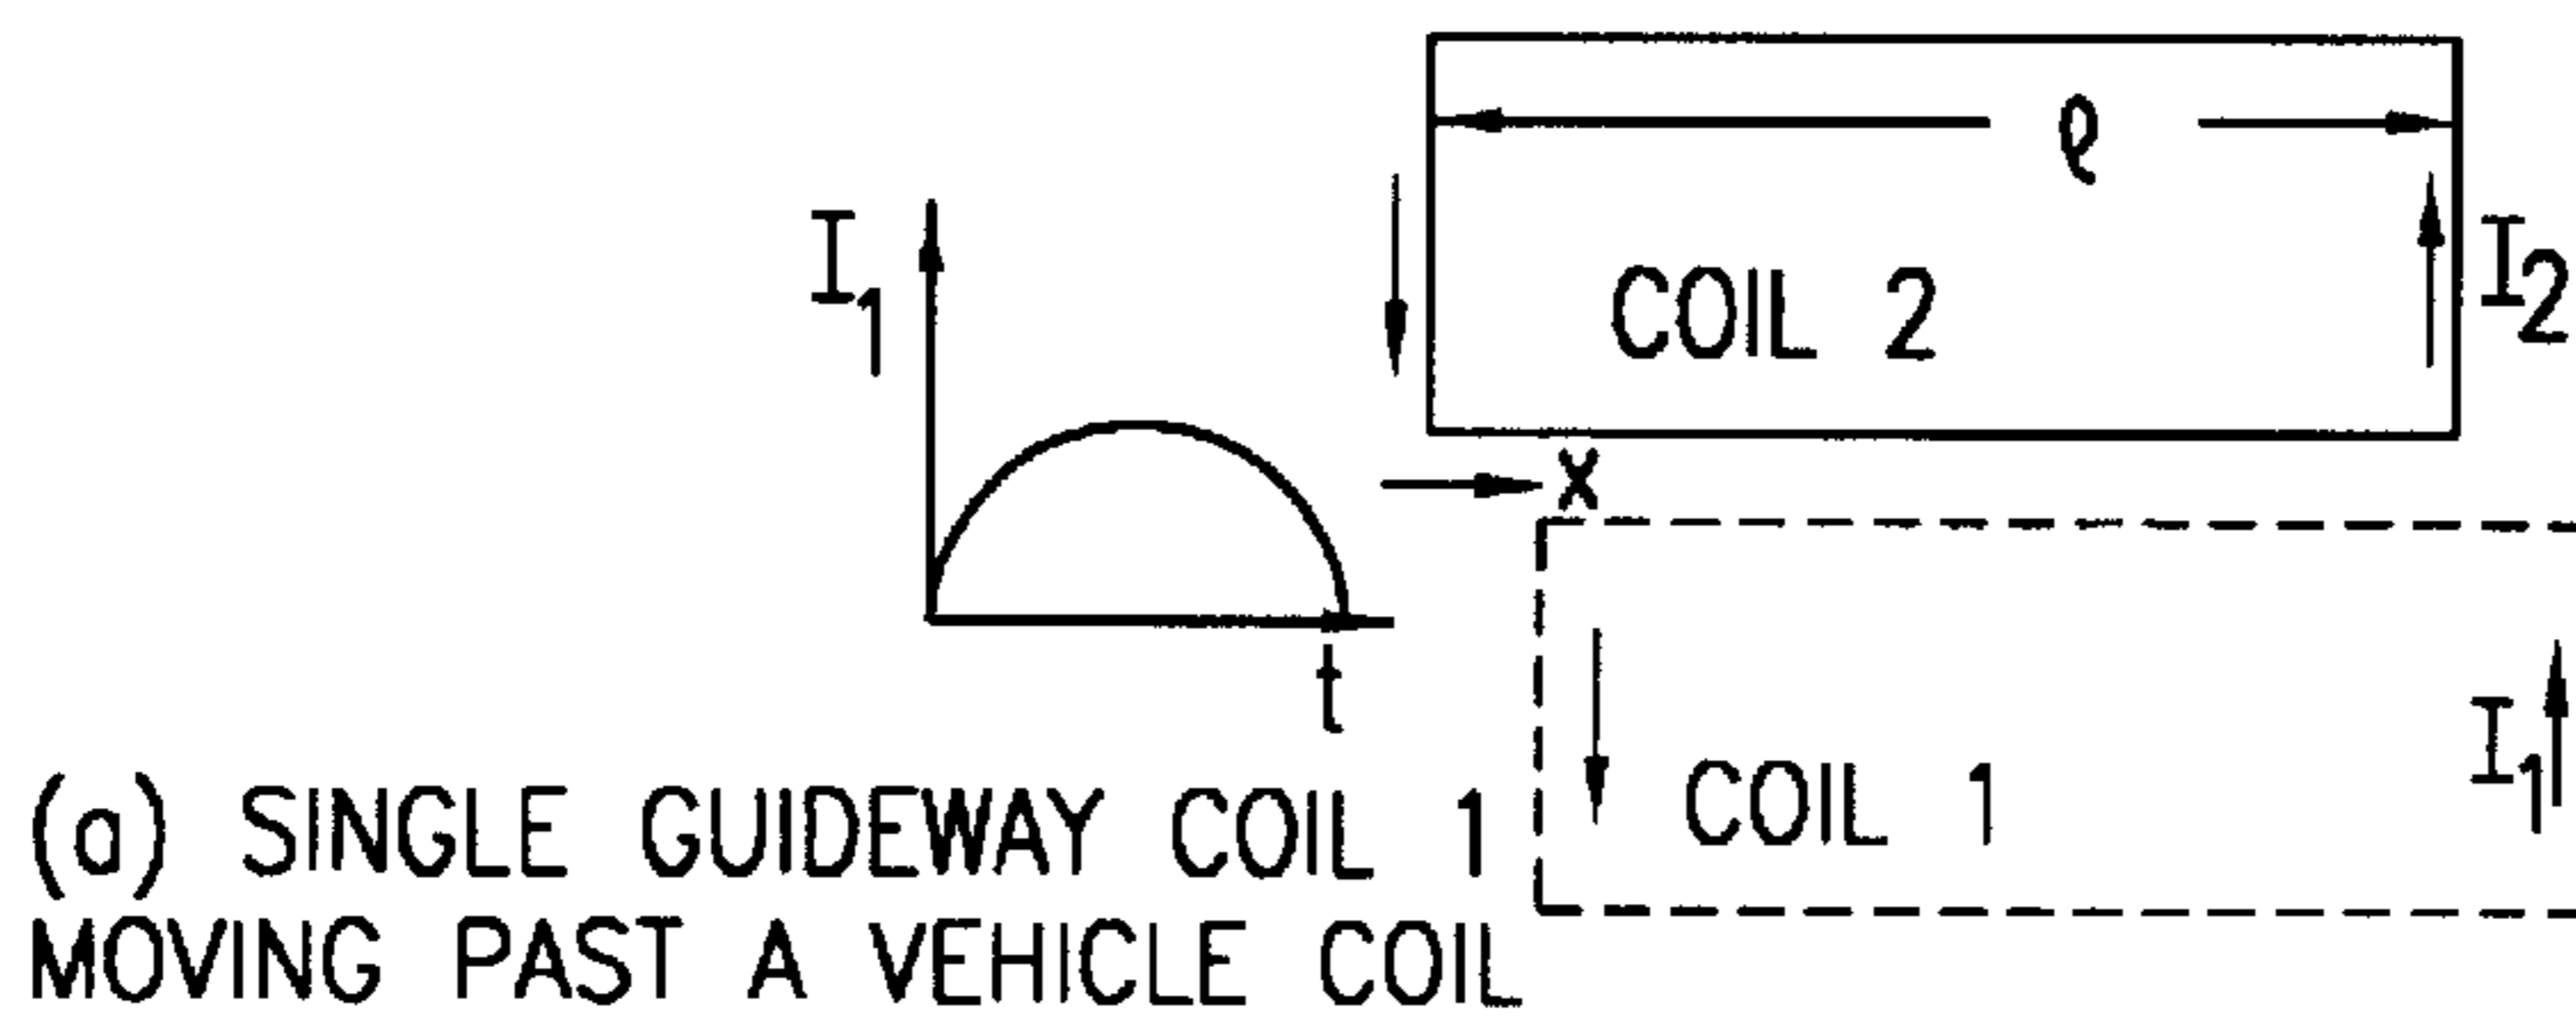 ℓ
I₁
COIL 2
I₂
x
t
COIL 1
I₁
(a) SINGLE GUIDEWAY COIL 1
MOVING PAST A VEHICLE COIL